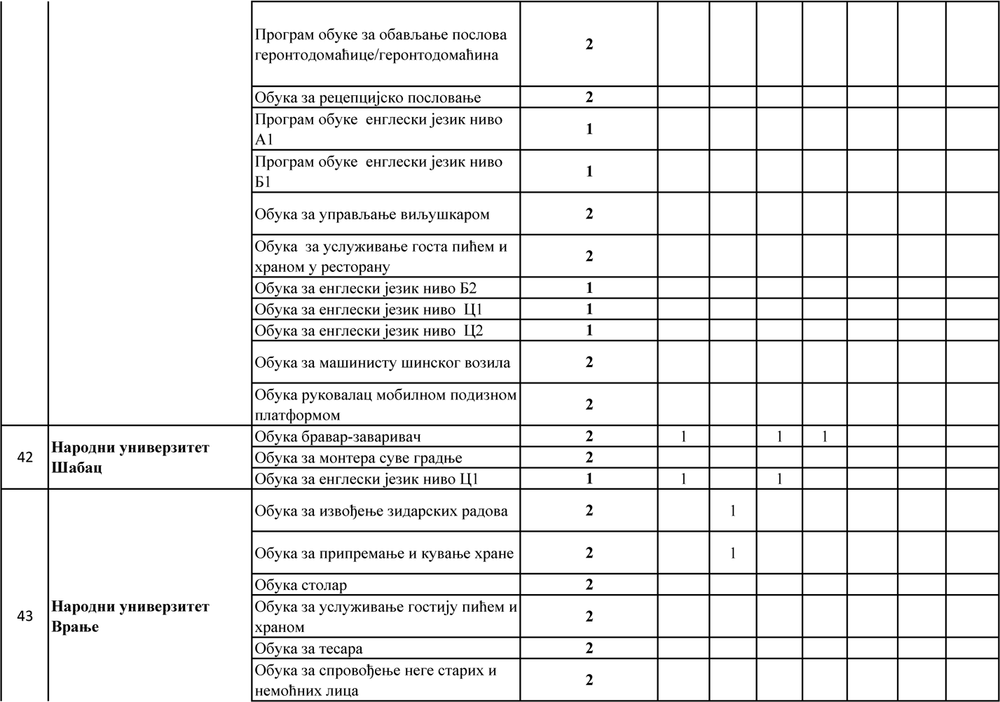 Програм обуке за обављање послова
геронтодомаћице/геронтодомаћина
2
Обука за рецепцијско пословање
2
Програм обуке  енглески језик ниво
А1
1
Програм обуке  енглески језик ниво
Б1
1
Обука за управљање виљушкаром
2
Обука  за услуживање госта пићем и
храном у ресторану
2
Обука за енглески језик ниво Б2
1
Обука за енглески језик ниво  Ц1
1
Обука за енглески језик ниво  Ц2
1
Обука за машинисту шинског возила
2
Обука руковалац мобилном подизном
платформом
2
42
Народни универзитет
Шабац
Обука бравар-заваривач
2 1 1 1
Обука за монтера суве градње
2
Обука за енглески језик ниво Ц1
1 1 1
43
Народни универзитет
Врање
Обука за извођење зидарских радова
2 1
Обука за припремање и кување хране
2 1
Обука столар
2
Обука за услуживање гостију пићем и
храном
2
Обука за тесара
2
Обука за спровођење неге старих и
немоћних лица
2